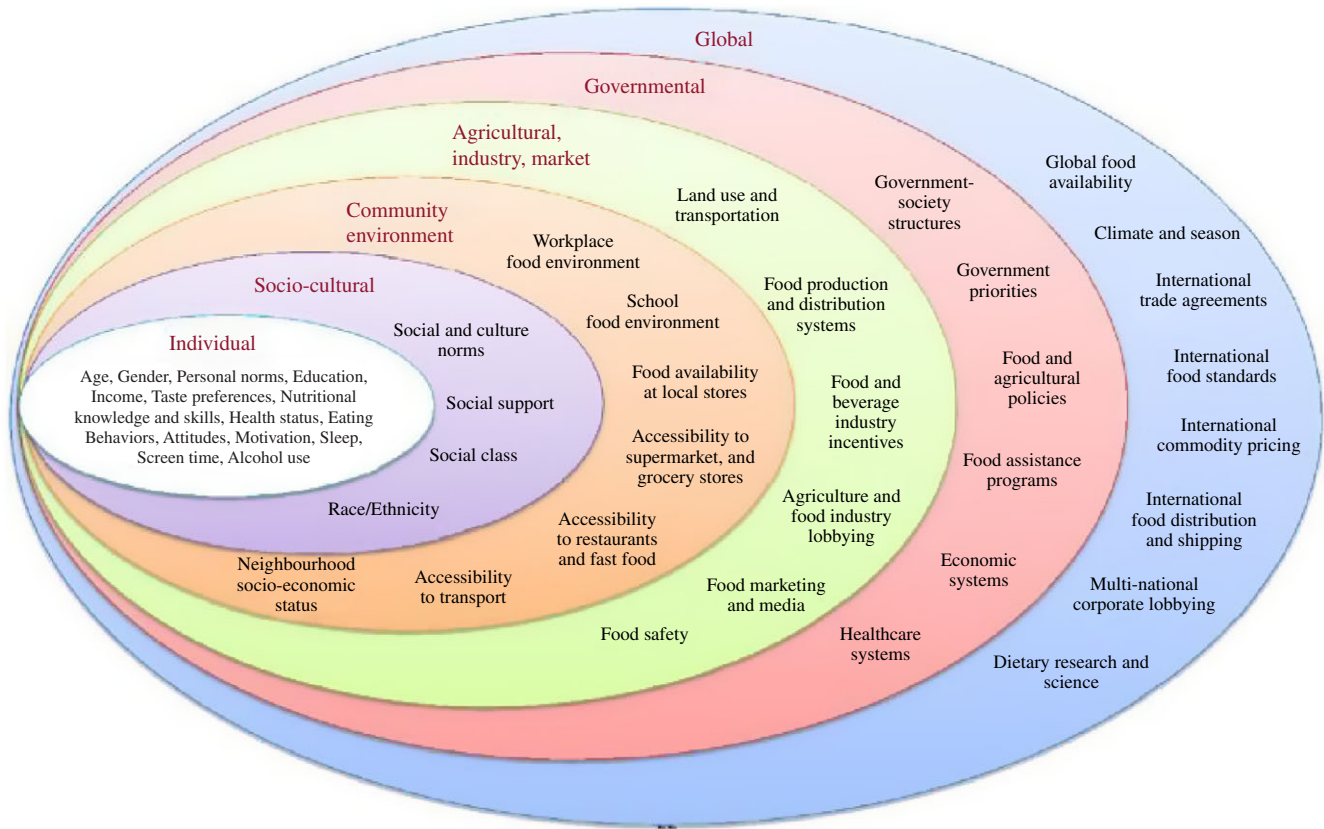 Global
Governmental
Agricultural,
industry, market
Community
environment
Socio-cultural
Individual
Age, Gender, Personal norms, Education,
Income, Taste preferences, Nutritional
knowledge and skills, Health status, Eating
Behaviors, Attitudes, Motivation, Sleep,
Screen time, Alcohol use
Social and culture
norms
Social support
Social class
Race/Ethnicity
Workplace
food environment
School
food environment
Food availability
at local stores
Accessibility to
supermarket, and
grocery stores
Accessibility
to restaurants
and fast food
Accessibility
to transport
Neighbourhood
socio-economic
status
Land use and
transportation
Food production
and distribution
systems
Food and
beverage
industry
incentives
Agriculture and
food industry
lobbying
Food marketing
and media
Food safety
Government-
society
structures
Government
priorities
Food and
agricultural
policies
Food assistance
programs
Economic
systems
Healthcare
systems
Global food
availability
Climate and season
International
trade agreements
International
food standards
International
commodity pricing
International
food distribution
and shipping
Multi-national
corporate lobbying
Dietary research and
science